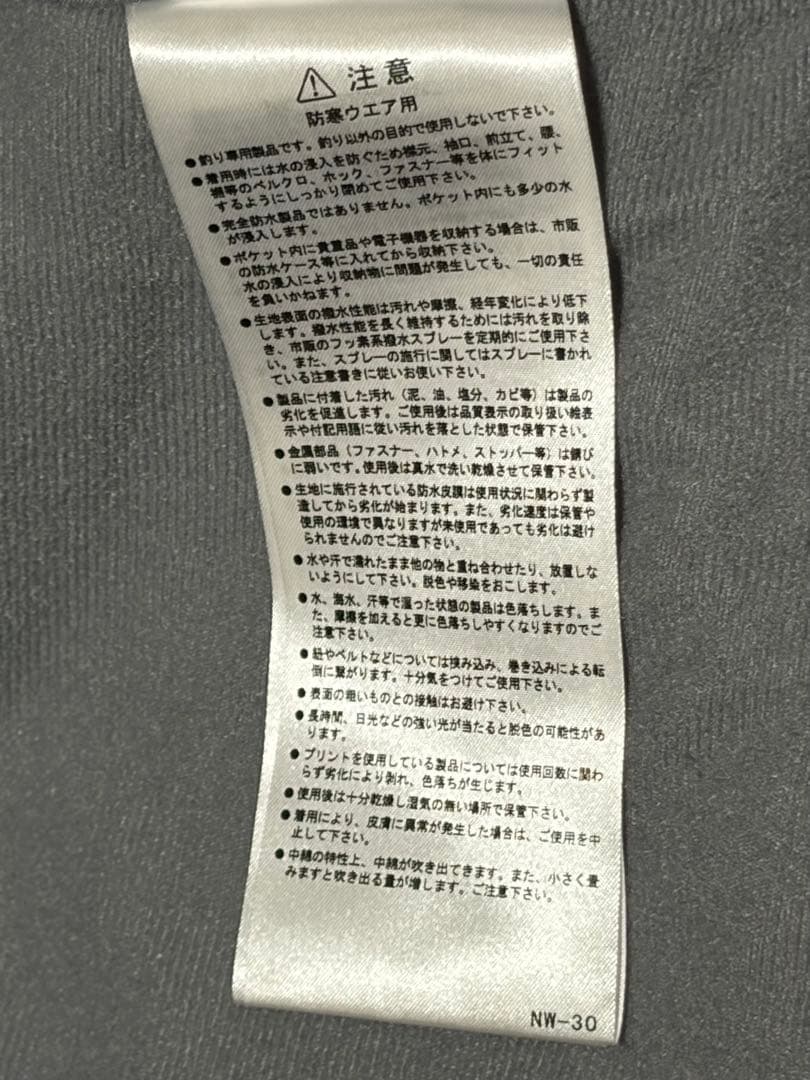 ⚠ 注意
防寒ウエア用
●釣り専用製品です。釣り以外の目的で使用しないで下さい。
●着用時には水の浸入を防ぐため襟元、袖口、前立て、腰、
裾等のベルクロ、ホック、ファスナー等を体にフィット
するようにしっかり閉めてご使用下さい。
●完全防水製品ではありません。ポケット内にも多少の水
が浸入します。
●ポケット内に貴重品や電子機器を収納する場合は、市販
の防水ケース等に入れてから収納下さい。
水の浸入により収納物に問題が発生しても、一切の責任
を負いかねます。
●生地表面の撥水性能は汚れや摩擦、経年変化により低下
します。撥水性能を長く維持するためには汚れを取り除
き、市販のフッ素系撥水スプレーを定期的にご使用下さ
い。また、スプレーの施行に関してはスプレーに書かれ
ている注意書きに従いお使い下さい。
●製品に付着した汚れ（泥、油、塩分、カビ等）は製品の
劣化を促進します。ご使用後は品質表示の取り扱い絵表
示や付記用語に従い汚れを落とした状態で保管下さい。
●金属部品（ファスナー、ハトメ、ストッパー等）は錆び
に弱いです。使用後は真水で洗い乾燥させて保管下さい。
●生地に施行されている防水皮膜は使用状況に関わらず製
造してから劣化が始まります。また、劣化速度は保管や
使用の環境で異なりますが未使用であっても劣化は避け
られませんのでご注意下さい。
●水や汗で濡れたまま他の物と重ね合わせたり、放置しな
いようにして下さい。脱色や移染をおこします。
●水、海水、汗等で湿った状態の製品は色落ちします。ま
た、摩擦を加えると更に色落ちしやすくなりますのでご
注意下さい。
●紐やベルトなどについては挟み込み、巻き込みによる転
倒に繋がります。十分気をつけてご使用下さい。
●表面の粗いものとの接触はお避け下さい。
●長時間、日光などの強い光が当たると脱色の可能性があ
ります。
●プリントを使用している製品については使用回数に関わ
らず劣化により剥れ、色落ちが生じます。
●使用後は十分乾燥し湿気の無い場所で保管下さい。
●着用により、皮膚に異常が発生した場合は、ご使用を中
止して下さい。
●中綿の特性上、中綿が吹き出てきます。また、小さく畳
みますと吹き出る量が増します。ご注意下さい。
NW-30